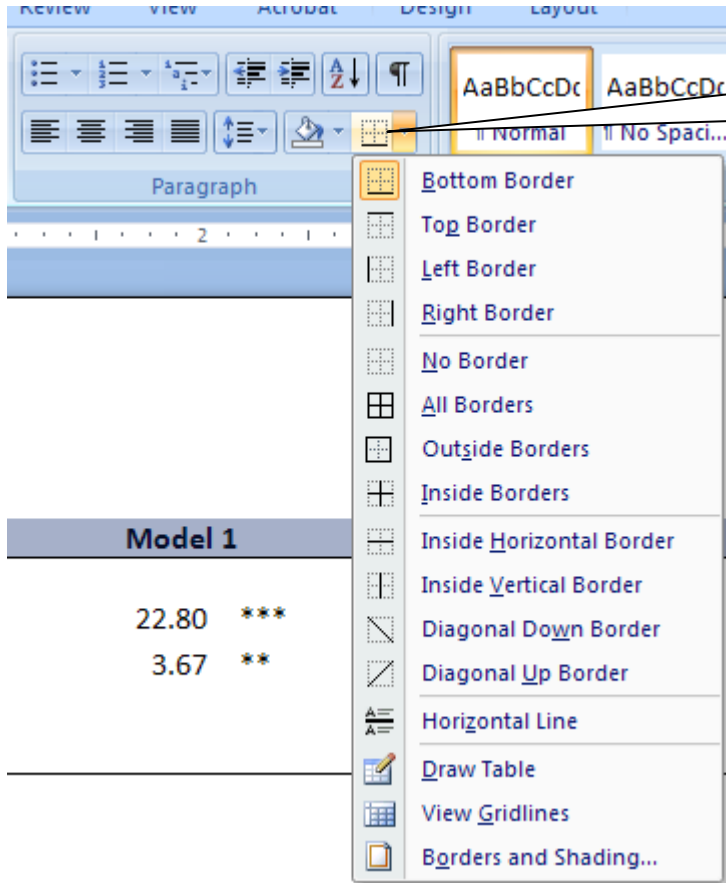 Review View Acrobat Design Layout
AaBbCcDc AaBbCcDc
¶ Normal ¶ No Spaci...
Paragraph
2
Bottom Border
Top Border
Left Border
Right Border
No Border
All Borders
Outside Borders
Inside Borders
Model 1
Inside Horizontal Border
Inside Vertical Border
22.80 ***
Diagonal Down Border
3.67 **
Diagonal Up Border
Horizontal Line
Draw Table
View Gridlines
Borders and Shading...